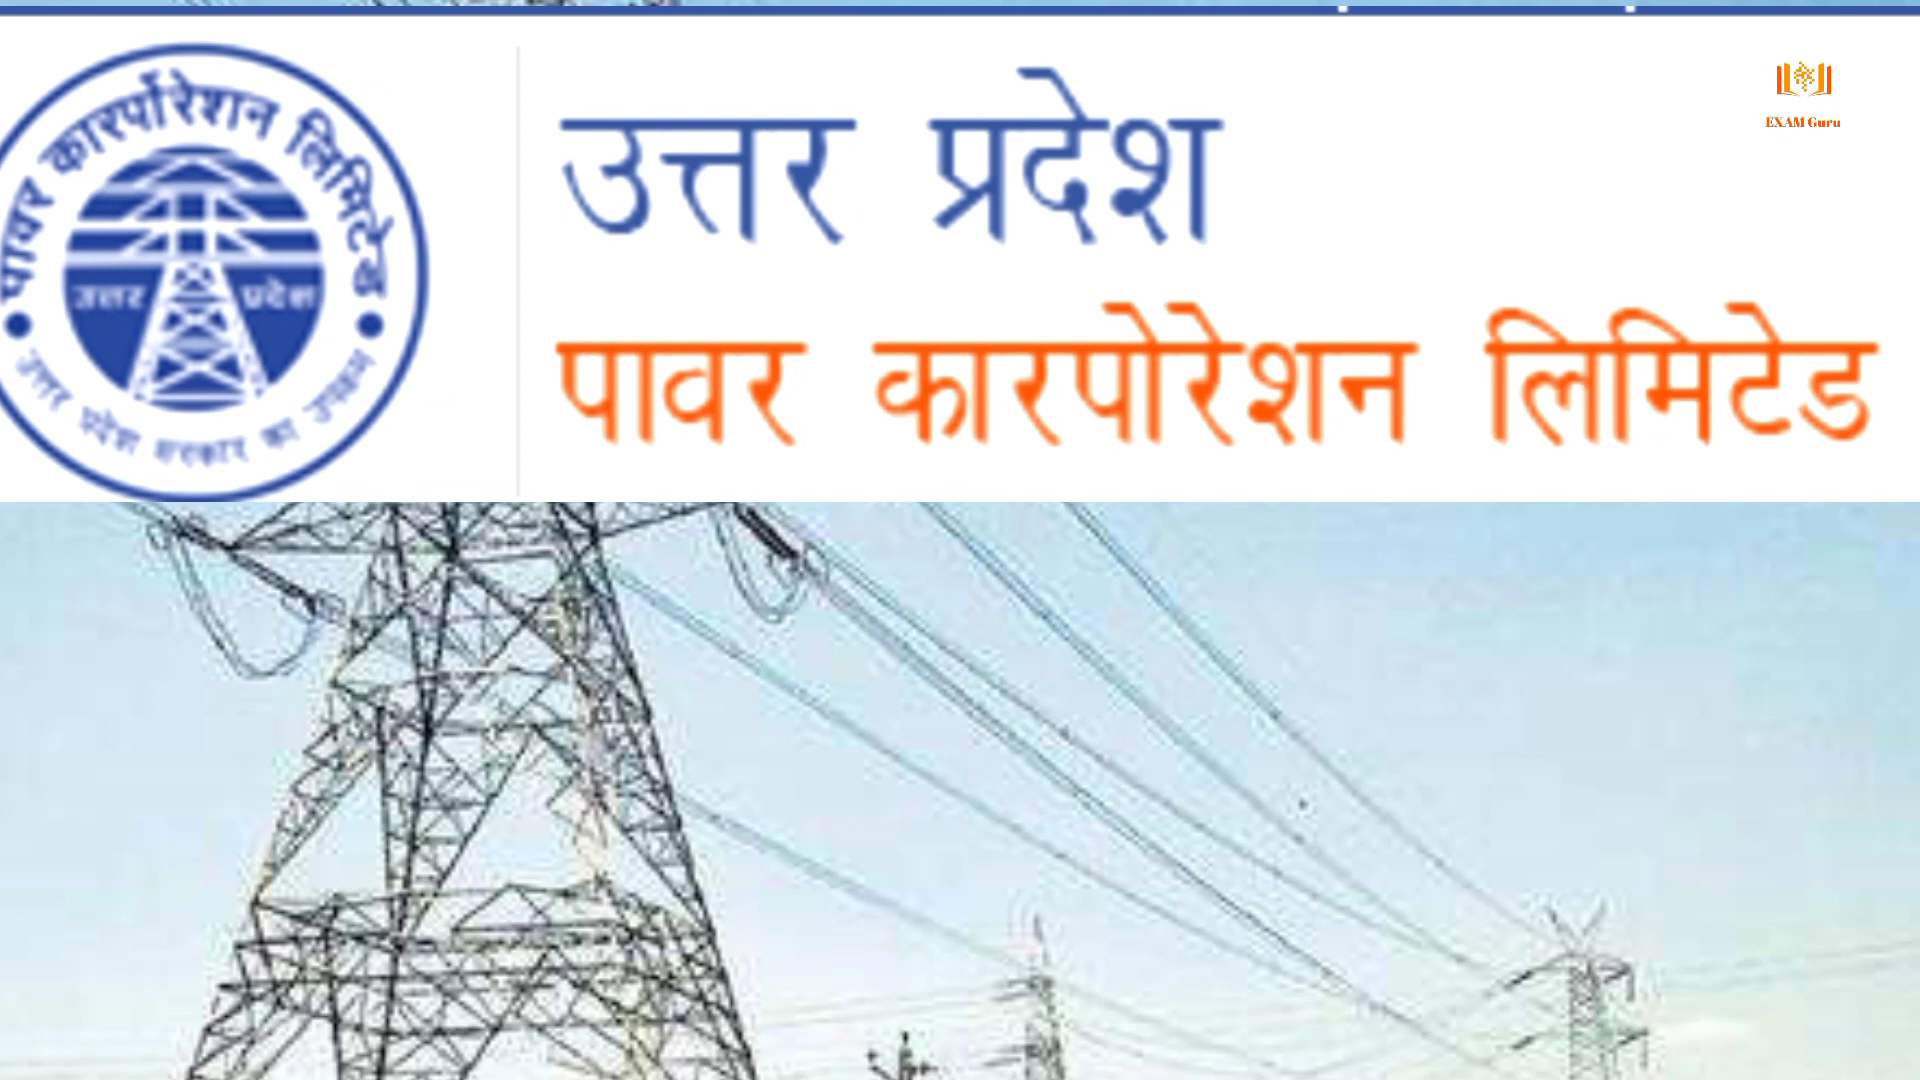 पावर कारपोरेशन लिमिटेड
उत्तर प्रदेश
उत्तर प्रदेश सरकार का उपक्रम
उत्तर प्रदेश
पावर कारपोरेशन लिमिटेड
EXAM Guru